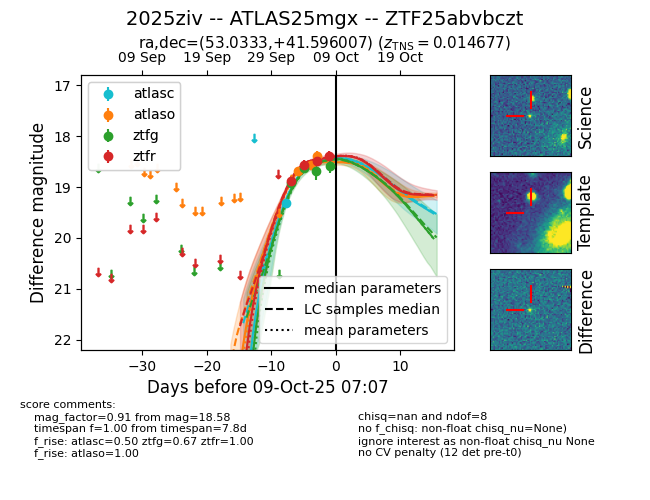 2025ziv -- ATLAS25mgx -- ZTF25abvbczt
ra,dec=(53.0333,+41.596007) (z_TNS = 0.014677)
09 Sep 19 Sep 29 Sep 09 Oct 19 Oct
atlasc
atlaso
ztfg
ztfr
17
18
19
20
21
22
Difference magnitude
median parameters
LC samples median
mean parameters
−30 −20 −10 0 10
Days before 09-Oct-25 07:07
Science
Template
Difference
score comments:
mag_factor=0.91 from mag=18.58
timespan f=1.00 from timespan=7.8d
f_rise: atlasc=0.50 ztfg=0.67 ztfr=1.00
f_rise: atlaso=1.00
chisq=nan and ndof=8
no f_chisq: non-float chisq_nu=None)
ignore interest as non-float chisq_nu None
no CV penalty (12 det pre-t0)